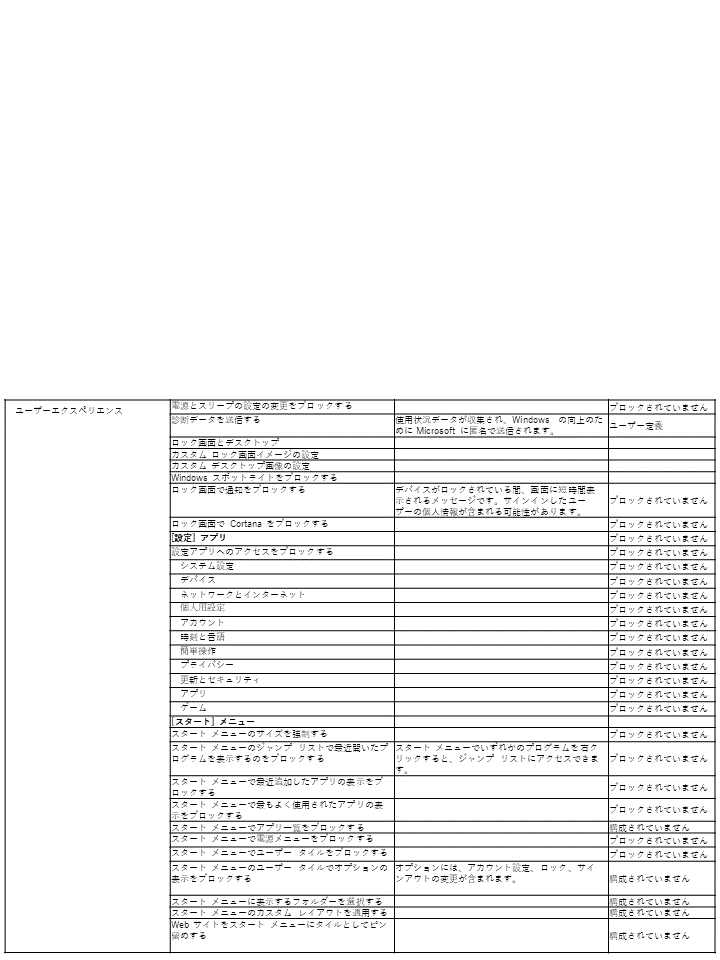 ユーザーエクスペリエンス
電源とスリープの設定の変更をブロックする
ブロックされていません
診断データを送信する
使用状況データが収集され、Windows の向上のた
めに Microsoft に匿名で送信されます。
ユーザー定義
ロック画面とデスクトップ
カスタム ロック画面イメージの設定
カスタム デスクトップ画像の設定
Windows スポットライトをブロックする
ロック画面で通知をブロックする
デバイスがロックされている間、画面に短時間表
示されるメッセージです。サインインしたユー
ザーの個人情報が含まれる可能性があります。
ブロックされていません
ロック画面で Cortana をブロックする
ブロックされていません
[設定] アプリ
ブロックされていません
設定アプリへのアクセスをブロックする
ブロックされていません
システム設定
ブロックされていません
デバイス
ブロックされていません
ネットワークとインターネット
ブロックされていません
個人用設定
ブロックされていません
アカウント
ブロックされていません
時刻と言語
ブロックされていません
簡単操作
ブロックされていません
プライバシー
ブロックされていません
更新とセキュリティ
ブロックされていません
アプリ
ブロックされていません
ゲーム
ブロックされていません
[スタート] メニュー
スタート メニューのサイズを強制する
ブロックされていません
スタート メニューのジャンプ リストで最近開いたプ
ログラムを表示するのをブロックする
スタート メニューでいずれかのプログラムを右ク
リックすると、ジャンプ リストにアクセスできま
す。
ブロックされていません
スタート メニューで最近追加したアプリの表示をブ
ロックする
ブロックされていません
スタート メニューで最もよく使用されたアプリの表
示をブロックする
ブロックされていません
スタート メニューでアプリ一覧をブロックする
構成されていません
スタート メニューで電源メニューをブロックする
ブロックされていません
スタート メニューでユーザー タイルをブロックする
ブロックされていません
スタート メニューのユーザー タイルでオプションの
表示をブロックする
オプションには、アカウント設定、ロック、サイ
ンアウトの変更が含まれます。
構成されていません
スタート メニューに表示するフォルダーを選択する
構成されていません
スタート メニューのカスタム レイアウトを適用する
構成されていません
Web サイトをスタート メニューにタイルとしてピン
留めする
構成されていません